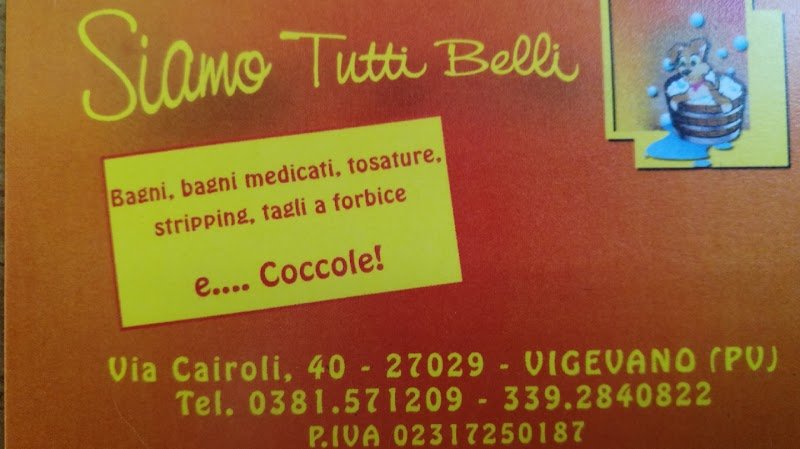 Siamo Tutti Belli
Bagni, bagni medicati, tosature,
stripping, tagli a forbice
e.... Coccole!
Via Cairoli, 40 - 27029 - VIGEVANO (PV)
Tel. 0381.571209 - 339.2840822
P.IVA 02317250187